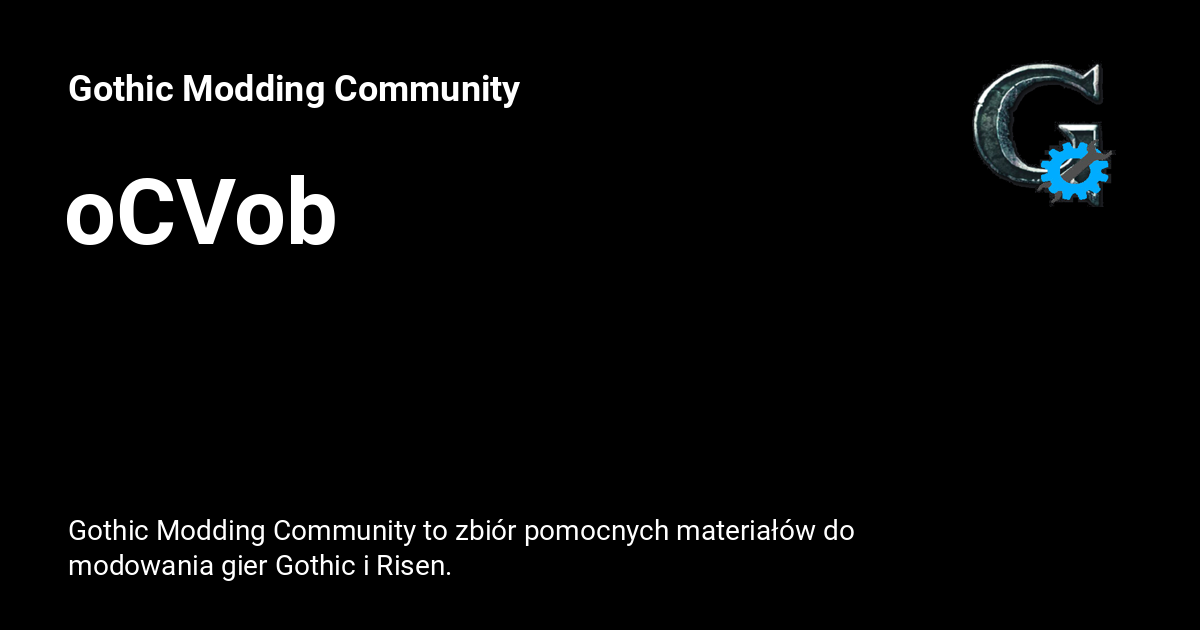 Gothic Modding Community
oCVob
Gothic Modding Community to zbiór pomocnych materiałów do
modowania gier Gothic i Risen.